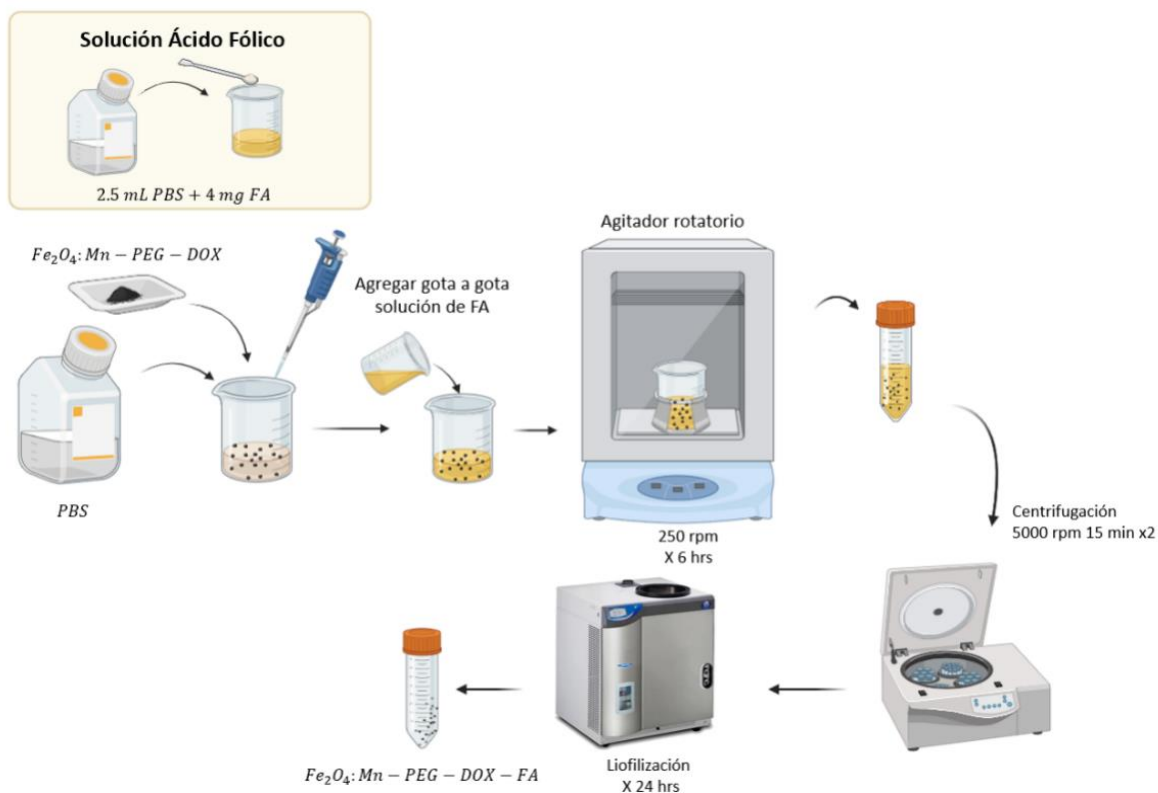 Solución Ácido Fólico
2.5 mL PBS + 4 mg FA
Fe₂O₄: Mn − PEG − DOX
Agregar gota a gota
solución de FA
PBS
Agitador rotatorio
250 rpm
X 6 hrs
Centrifugación
5000 rpm 15 min x2
Liofilización
X 24 hrs
Fe₂O₄: Mn − PEG − DOX − FA